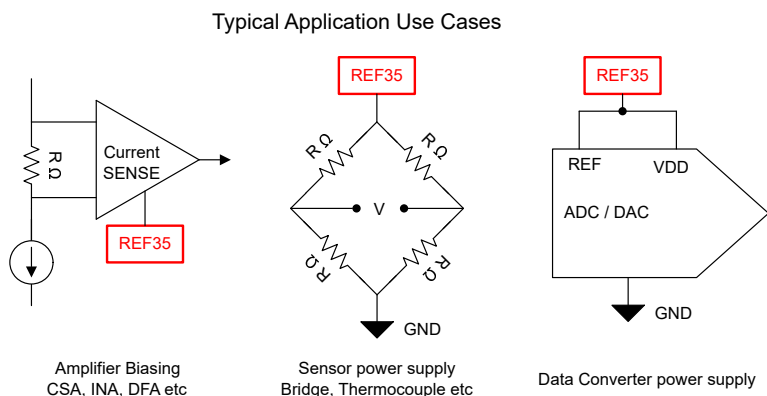 Typical Application Use Cases
R Ω
Current
SENSE
REF35
Amplifier Biasing
CSA, INA, DFA etc
REF35
R Ω
R Ω
V
R Ω
R Ω
GND
Sensor power supply
Bridge, Thermocouple etc
REF35
REF
VDD
ADC / DAC
GND
Data Converter power supply